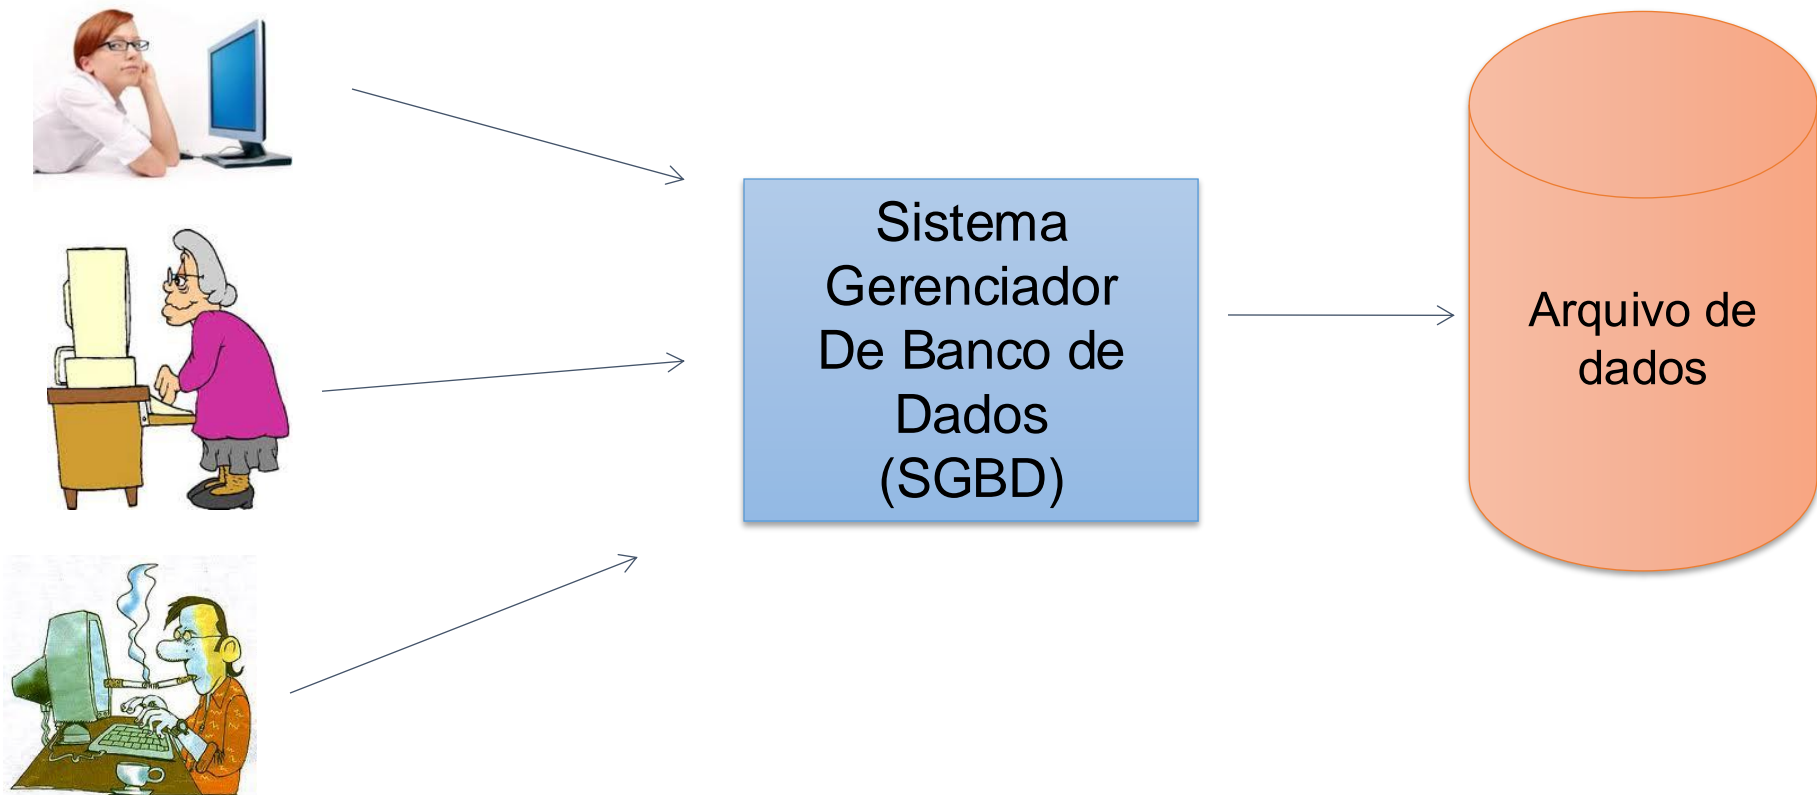 Sistema
Gerenciador
De Banco de
Dados
(SGBD)
Arquivo de
dados